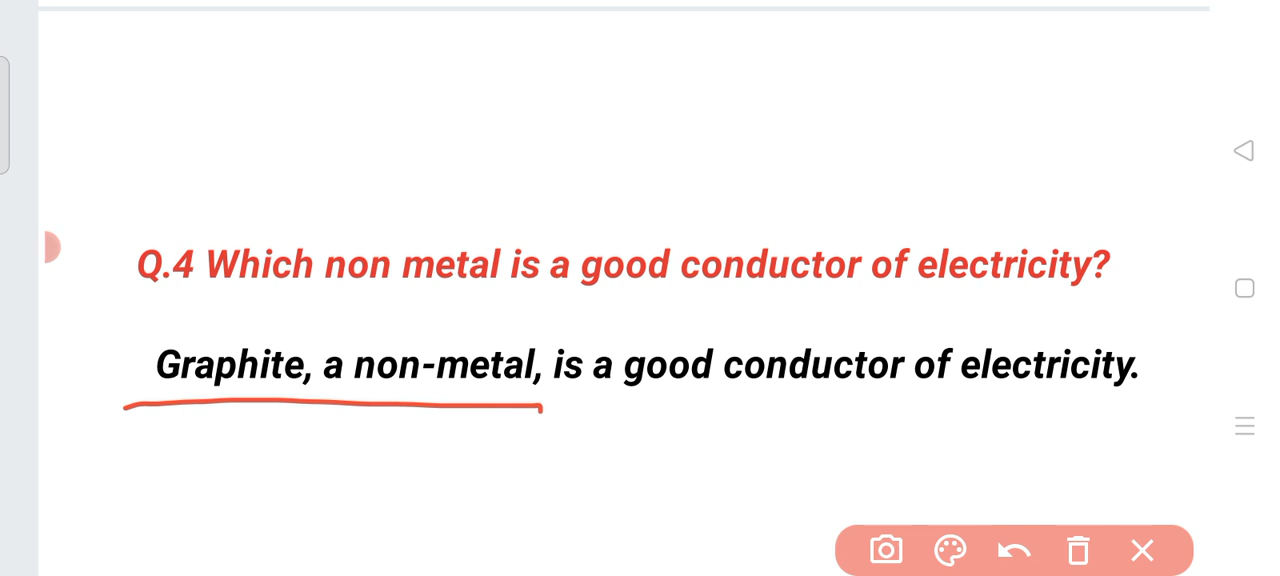 Q.4 Which non metal is a good conductor of electricity?
Graphite, a non-metal, is a good conductor of electricity.